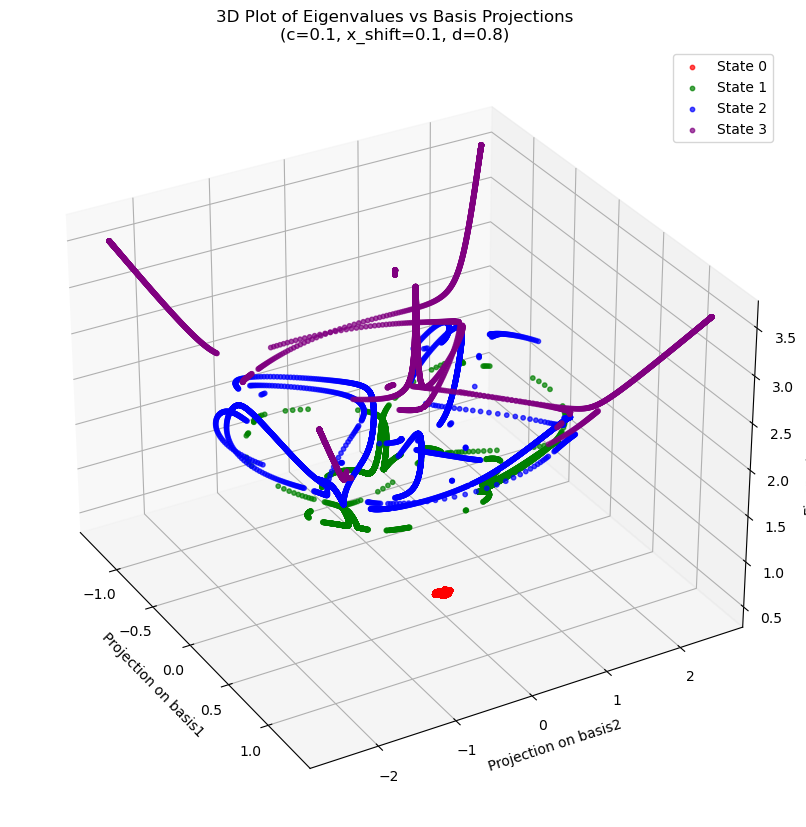 3D Plot of Eigenvalues vs Basis Projections
(c=0.1, x_shift=0.1, d=0.8)
State 0
State 1
State 2
State 3
3.5
3.0
2.5
2.0
1.5
1.0
0.5
−1.0
−0.5
0.0
0.5
1.0
Projection on basis1
−2
−1
0
1
2
Projection on basis2